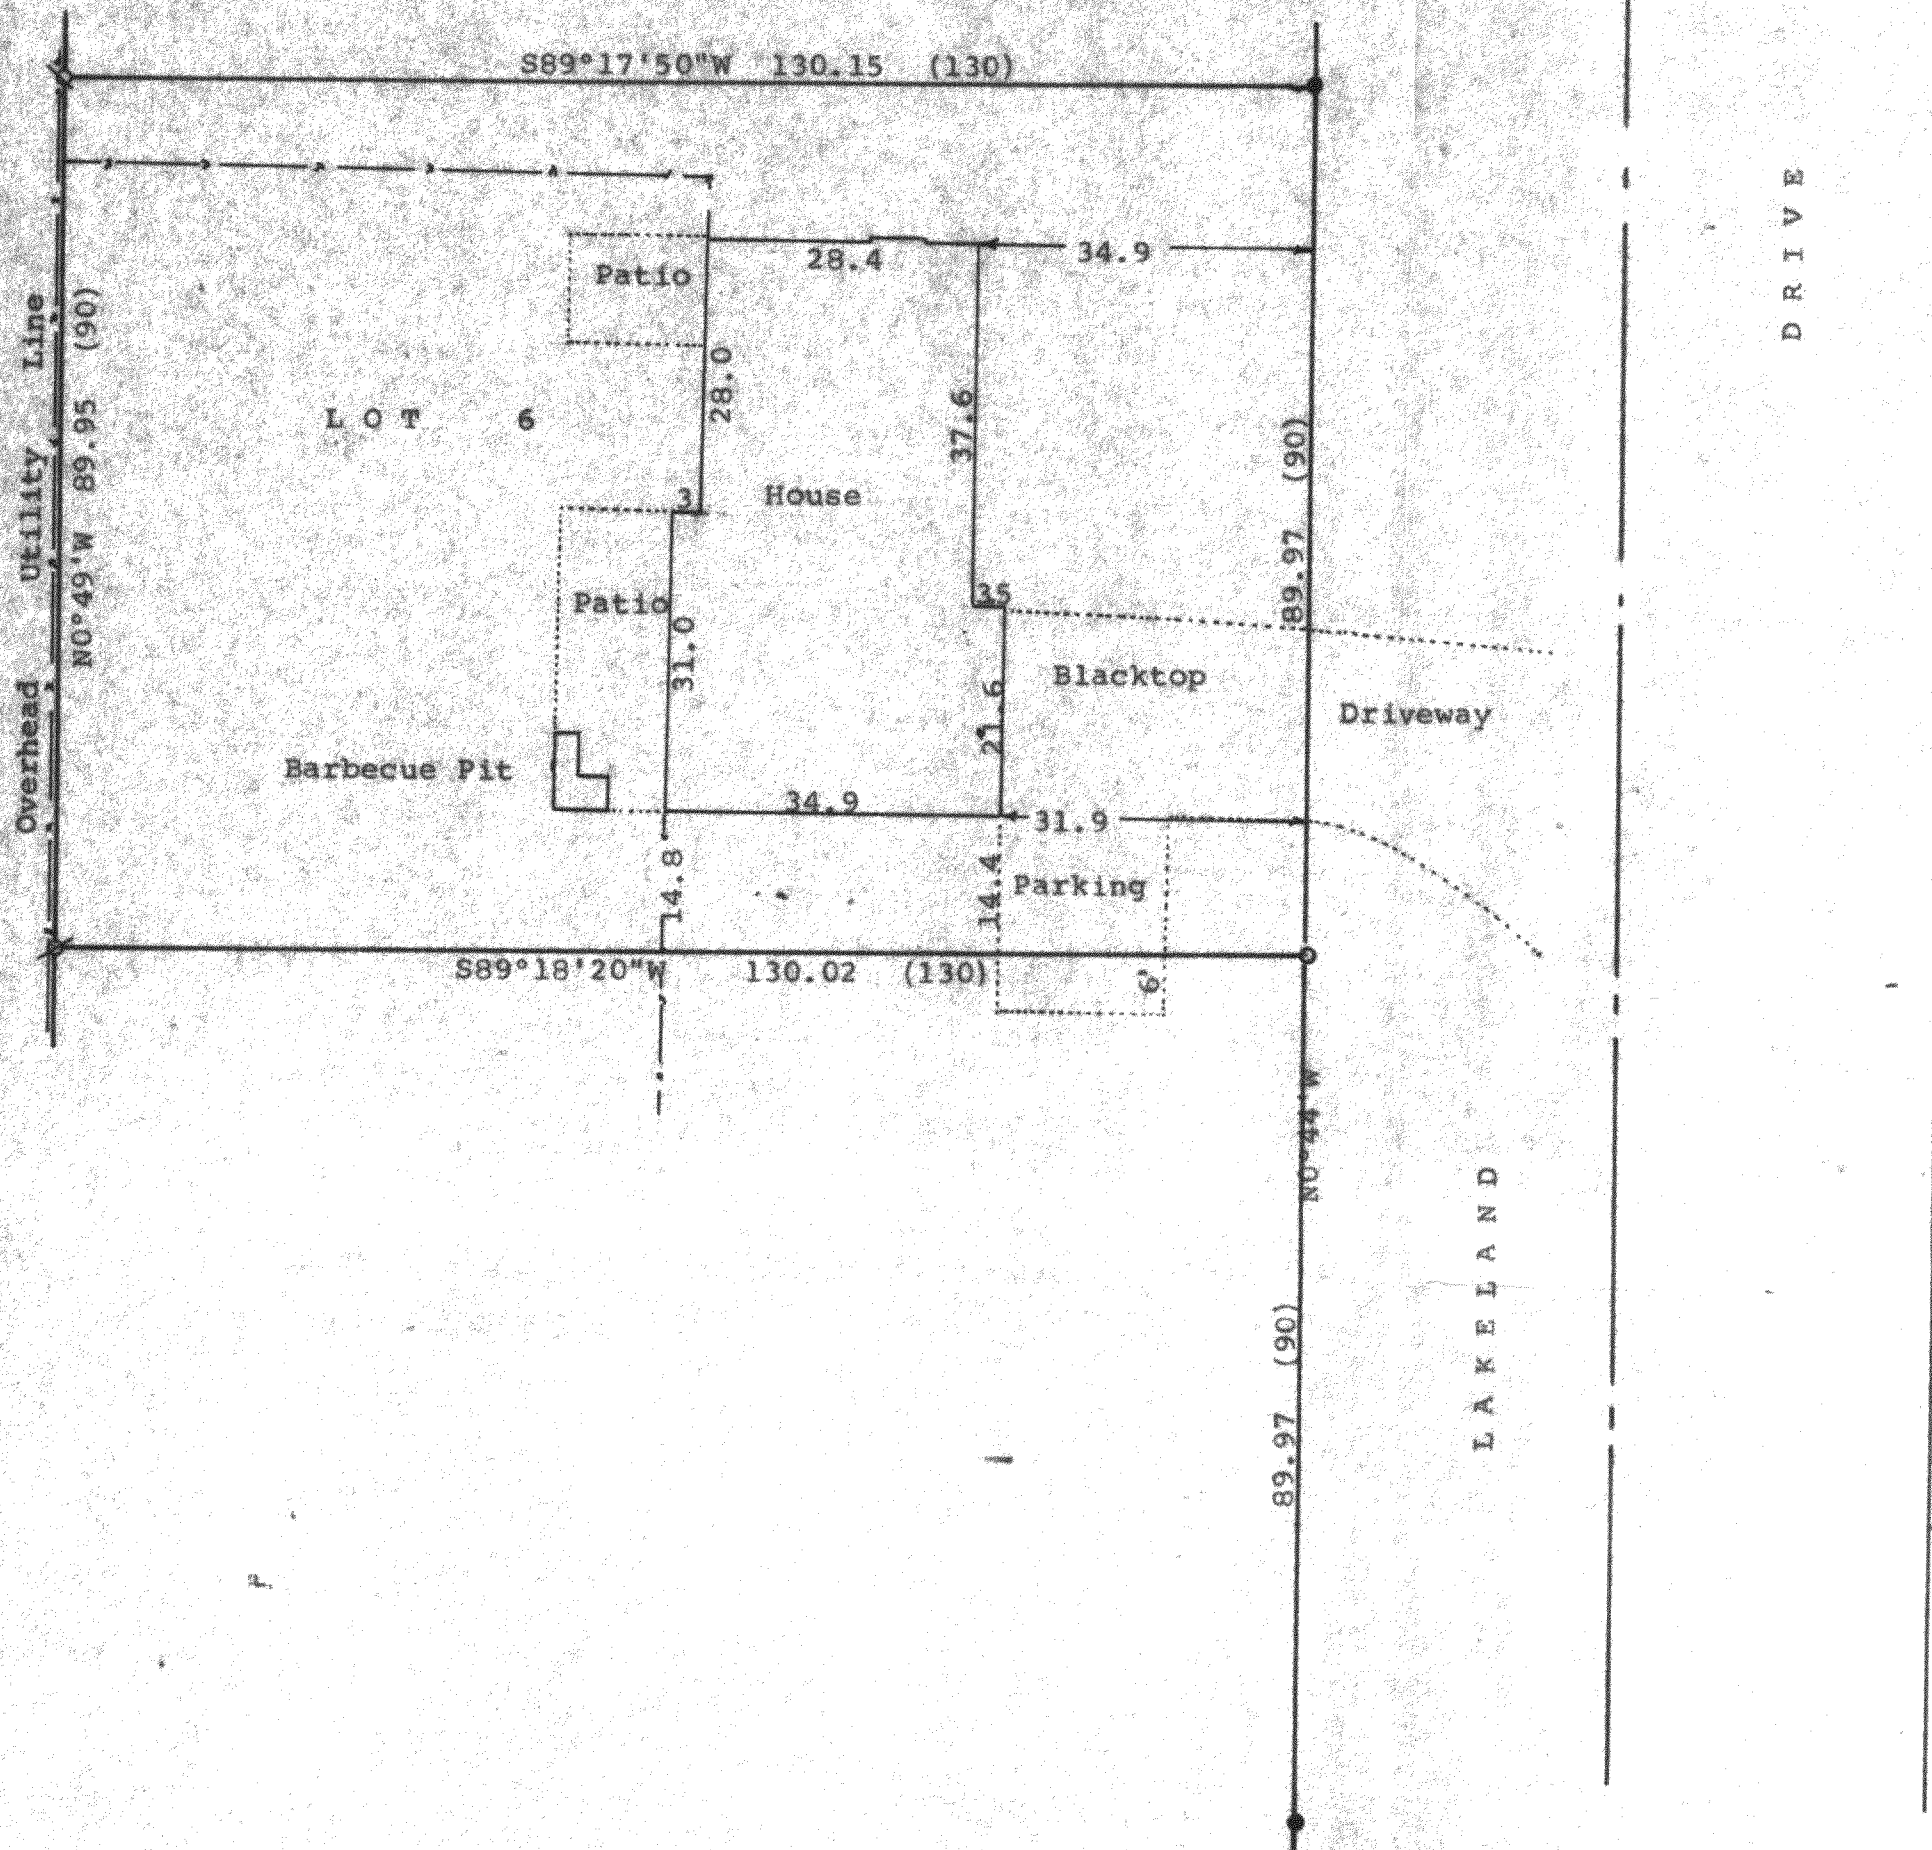 S89°17'50"W 130.15 (130)
DRIVE
28.4
34.9
Patio
Overhead Utility Line
N0°49'W 89.95 (90)
28.0
LOT 6
37.6
89.97 (90)
3
House
35
Patio
31.0
Blacktop
21.6
Driveway
Barbecue Pit
34.9
31.9
14.8
14.4
Parking
S89°18'20"W 130.02 (130)
6'
N0°44'W
LAKELAND
89.97 (90)